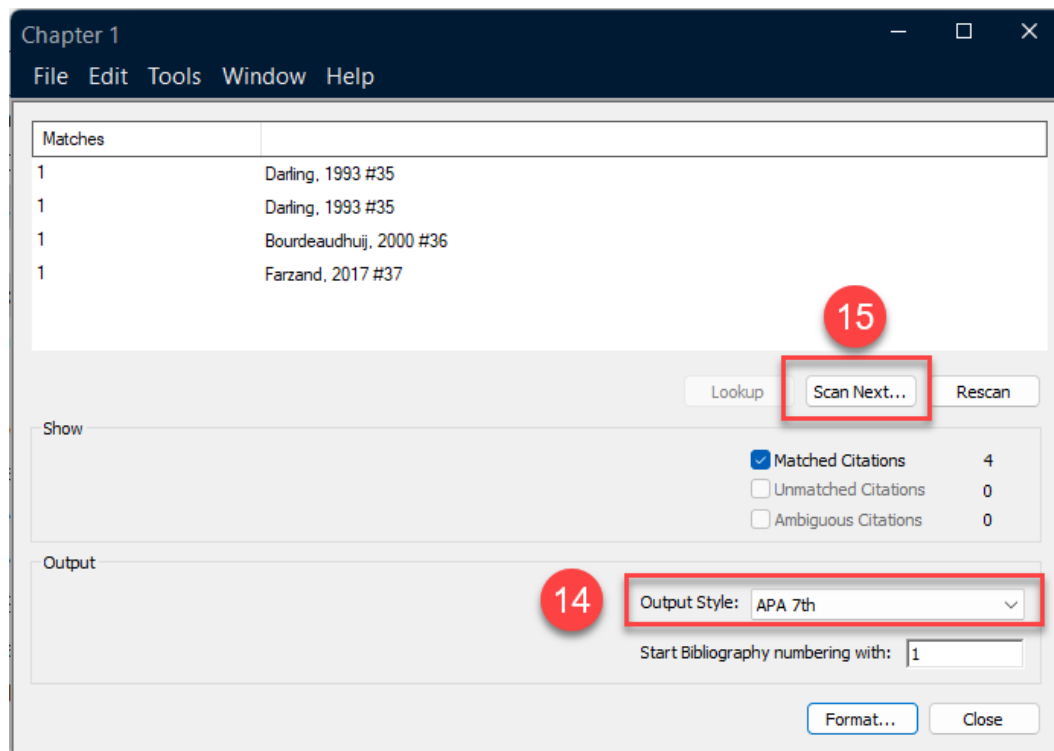 Chapter 1
File Edit Tools Window Help
Matches
1 Darling, 1993 #35
1 Darling, 1993 #35
1 Bourdeaudhuij, 2000 #36
1 Farzand, 2017 #37
15
Lookup Scan Next... Rescan
Show
Matched Citations 4
Unmatched Citations 0
Ambiguous Citations 0
Output
14 Output Style: APA 7th
Start Bibliography numbering with: 1
Format... Close